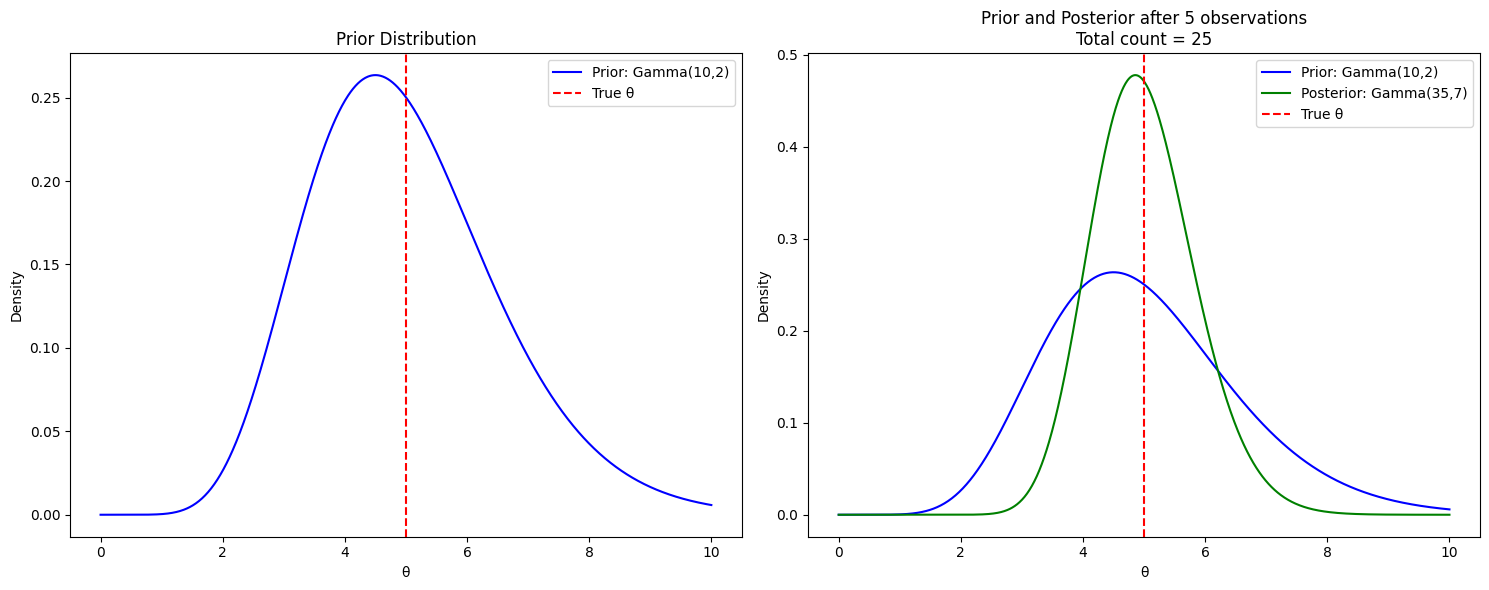 Prior Distribution
Prior: Gamma(10,2)
True θ
Density
0.25
0.20
0.15
0.10
0.05
0.00
0 2 4 6 8 10
θ
Prior and Posterior after 5 observations
Total count = 25
Prior: Gamma(10,2)
Posterior: Gamma(35,7)
True θ
Density
0.5
0.4
0.3
0.2
0.1
0.0
0 2 4 6 8 10
θ